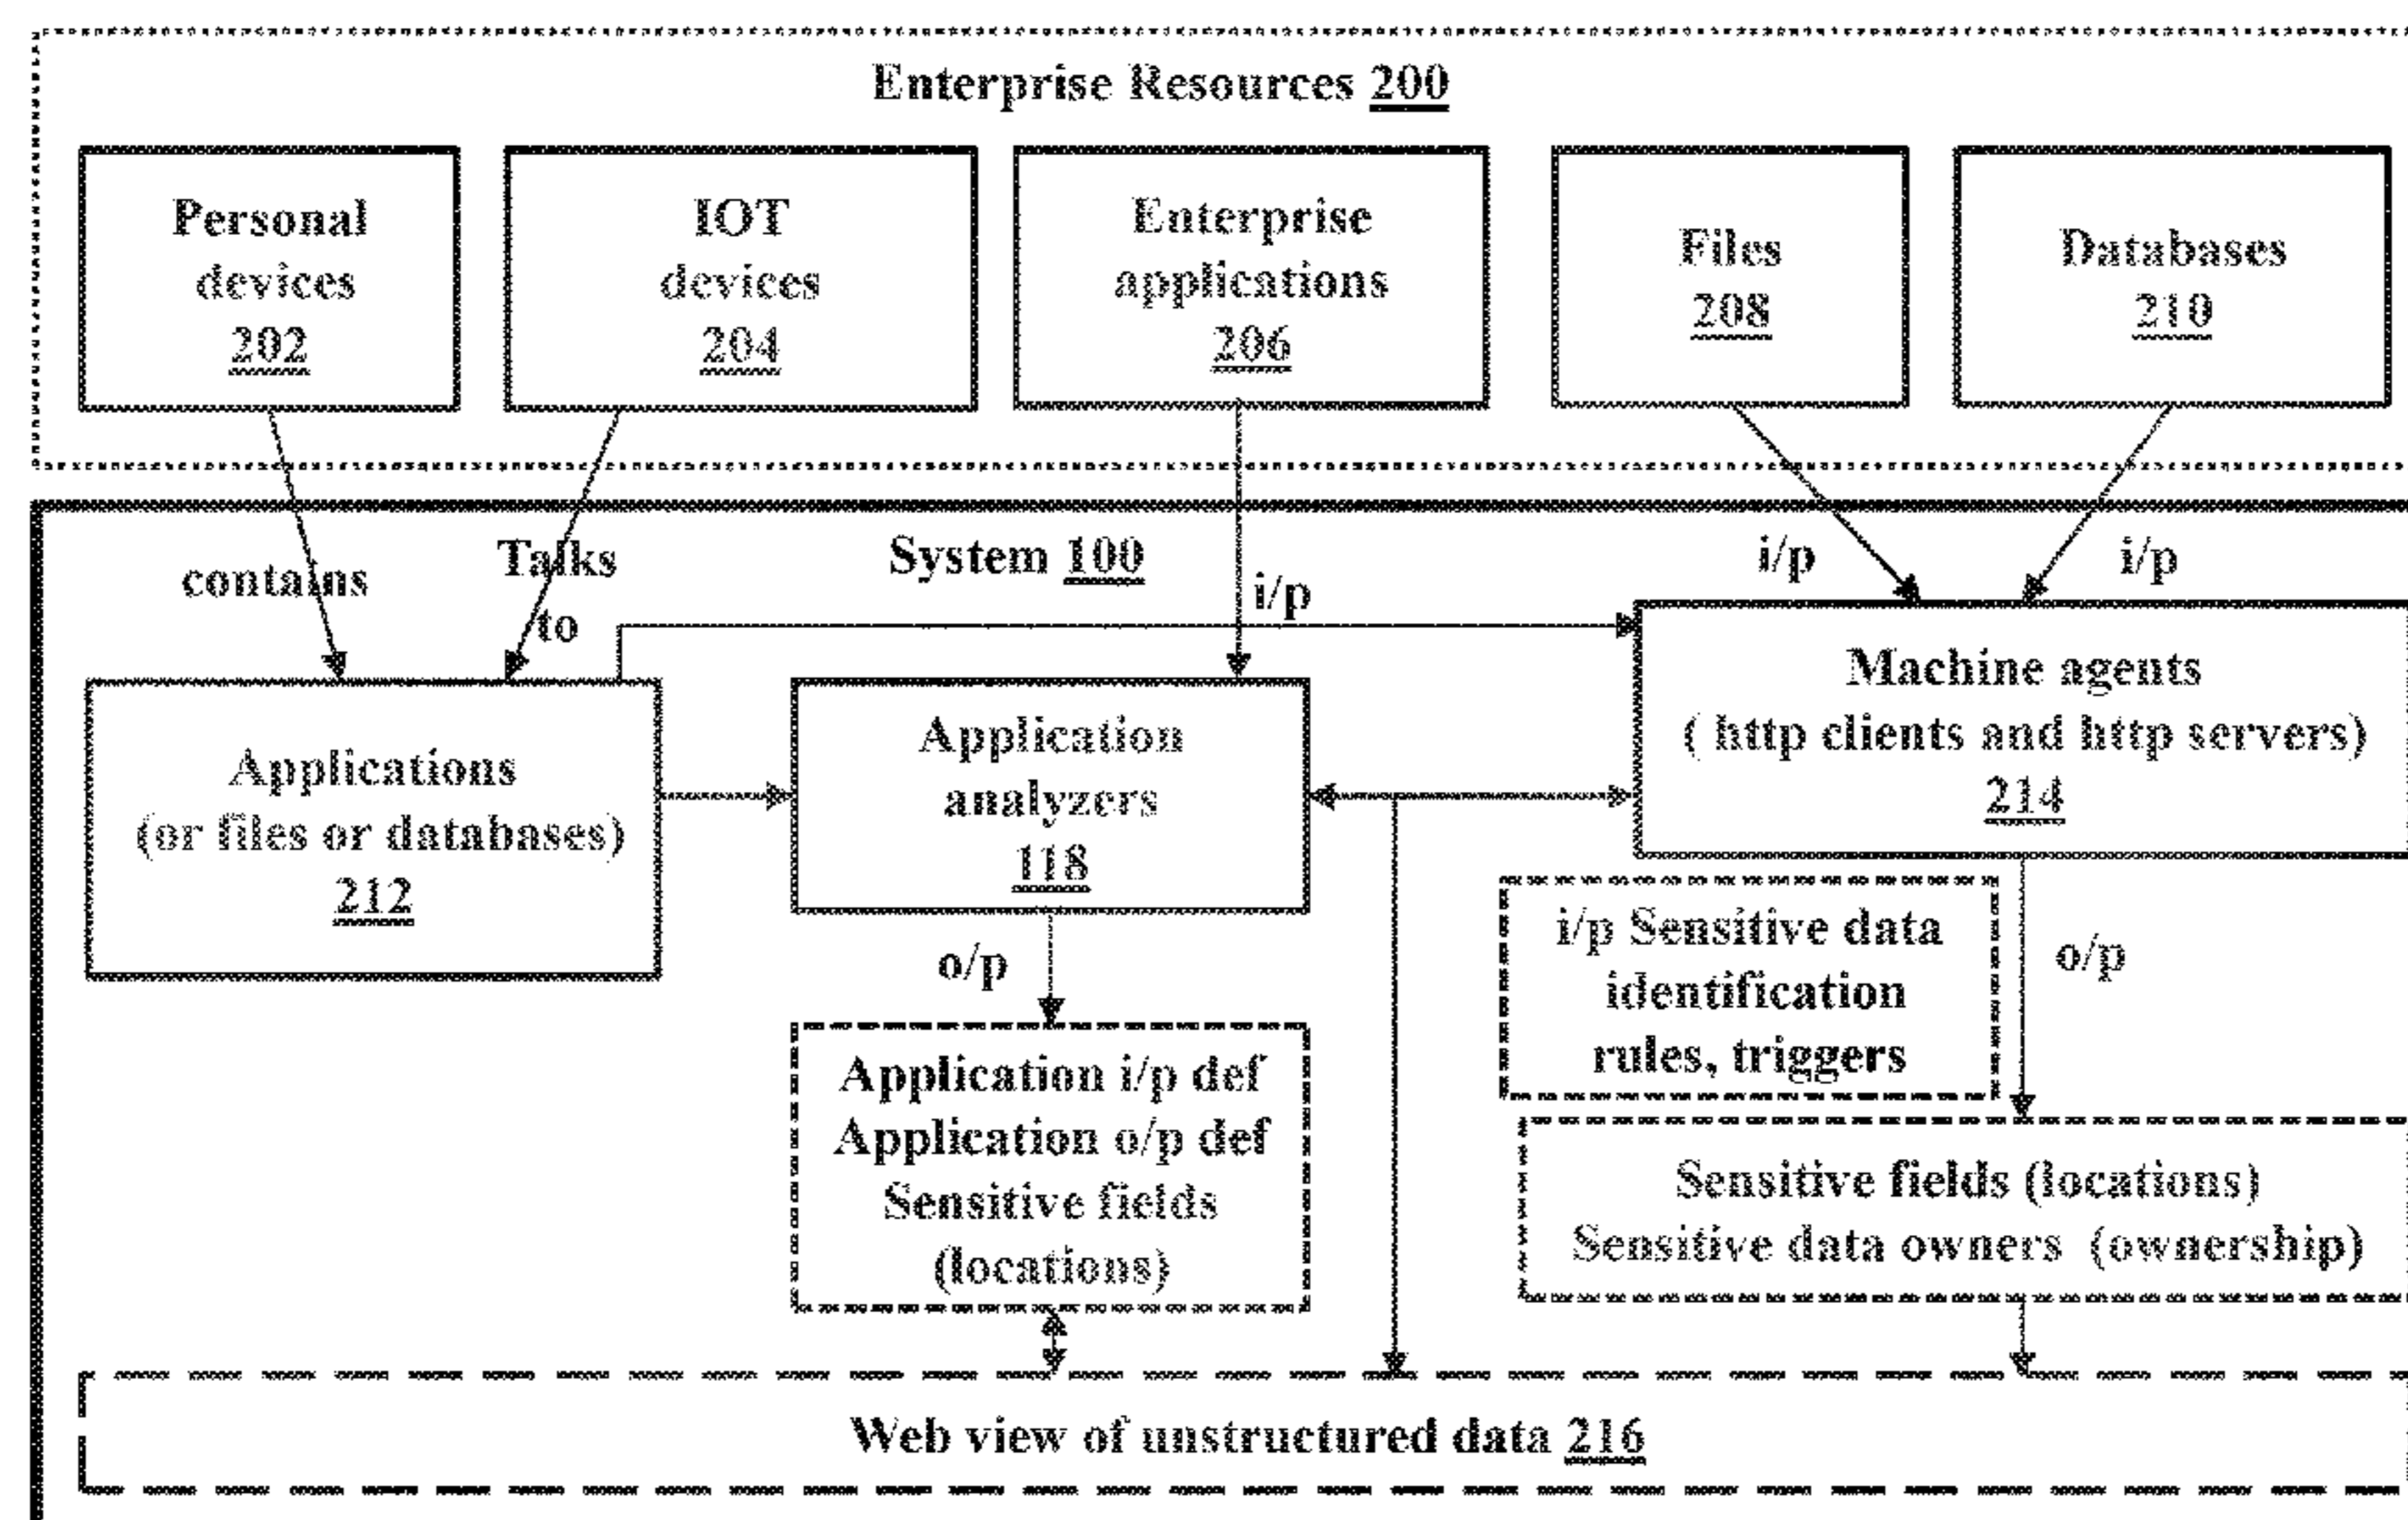 Enterprise Resources 200
Personal
devices
202
IOT
devices
204
Enterprise
applications
206
Files
208
Databases
210
contains
Talks
to
System 100
i/p
i/p
i/p
Applications
(or files or databases)
212
Application
analyzers
118
Machine agents
( http clients and http servers)
214
o/p
i/p Sensitive data
identification
rules, triggers
o/p
Application i/p def
Application o/p def
Sensitive fields
(locations)
Sensitive fields (locations)
Sensitive data owners (ownership)
Web view of unstructured data 216